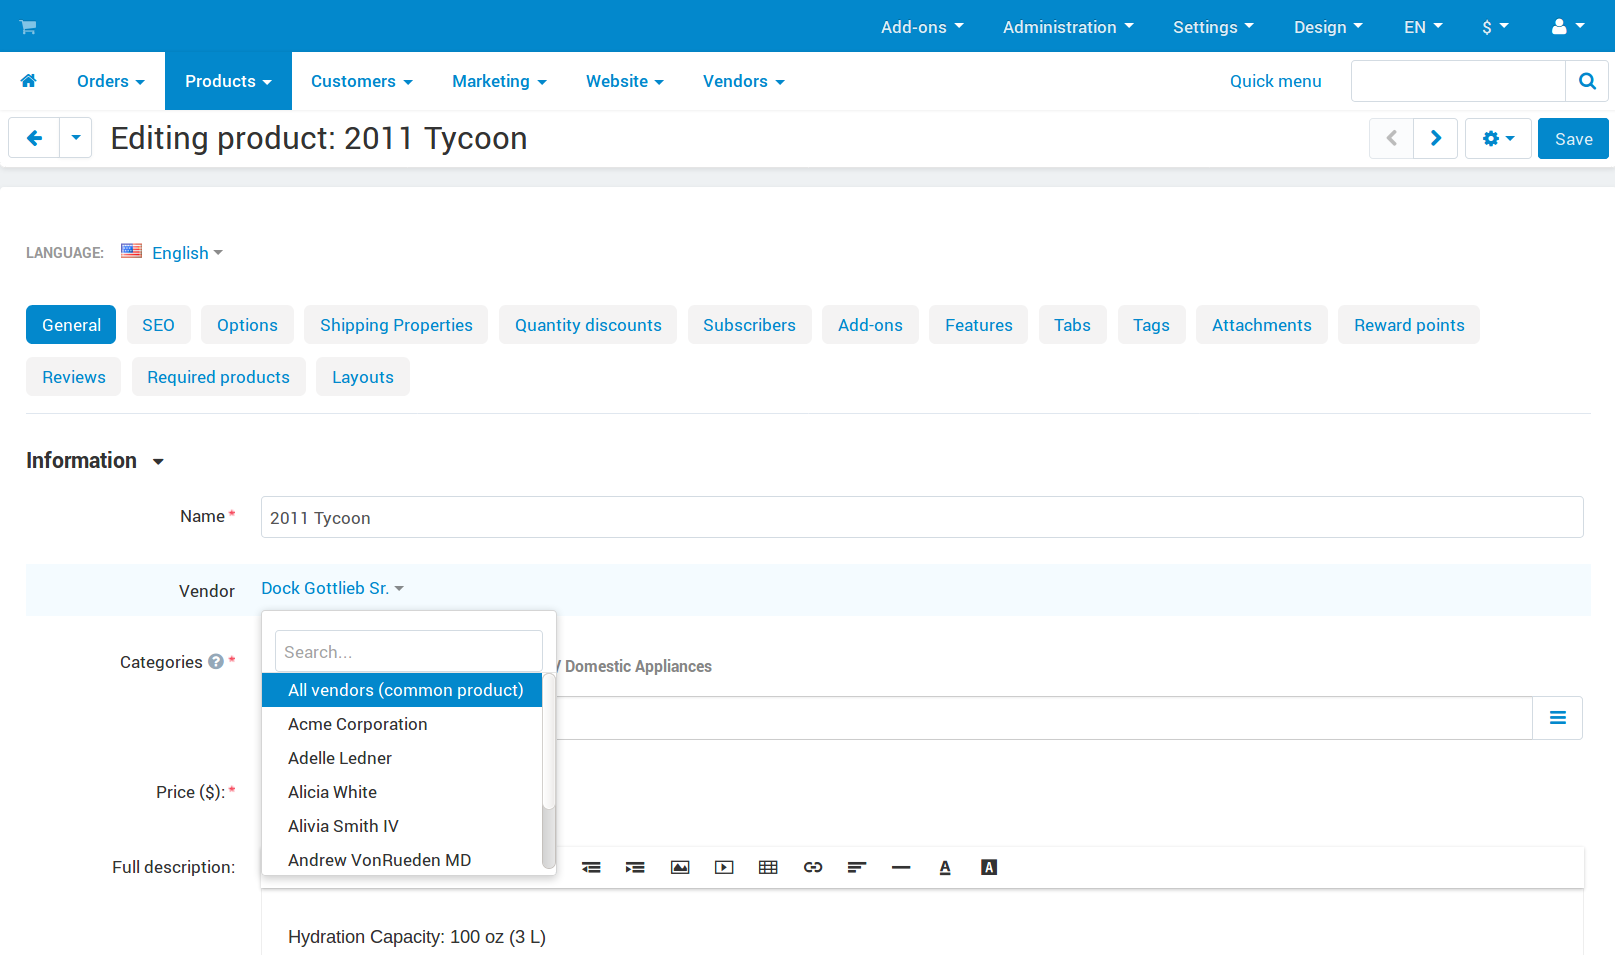 Add-ons Administration Settings Design EN $
Orders Products Customers Marketing Website Vendors Quick menu
Editing product: 2011 Tycoon Save
LANGUAGE: English
General SEO Options Shipping Properties Quantity discounts Subscribers Add-ons Features Tabs Tags Attachments Reward points
Reviews Required products Layouts
Information
Name * 2011 Tycoon
Vendor Dock Gottlieb Sr.
Search...
Categories ? * / Domestic Appliances
All vendors (common product)
Acme Corporation
Adelle Ledner
Price ($): * Alicia White
Alivia Smith IV
Full description: Andrew VonRueden MD A A
Hydration Capacity: 100 oz (3 L)